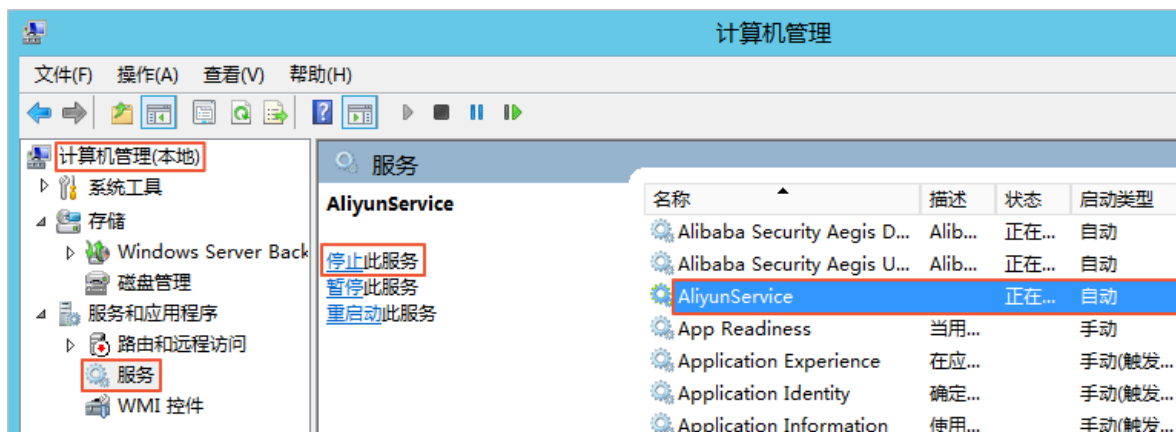 计算机管理
文件(F) 操作(A) 查看(V) 帮助(H)
计算机管理(本地)
系统工具
存储
Windows Server Back
磁盘管理
服务和应用程序
路由和远程访问
服务
WMI 控件
服务
AliyunService
停止此服务
暂停此服务
重启动此服务
名称 描述 状态 启动类型
Alibaba Security Aegis D... Alib... 正在... 自动
Alibaba Security Aegis U... Alib... 正在... 自动
AliyunService 正在... 自动
App Readiness 当用... 手动
Application Experience 在应... 手动(触发...
Application Identity 确定... 手动(触发...
Application Information 使用... 手动(触发...